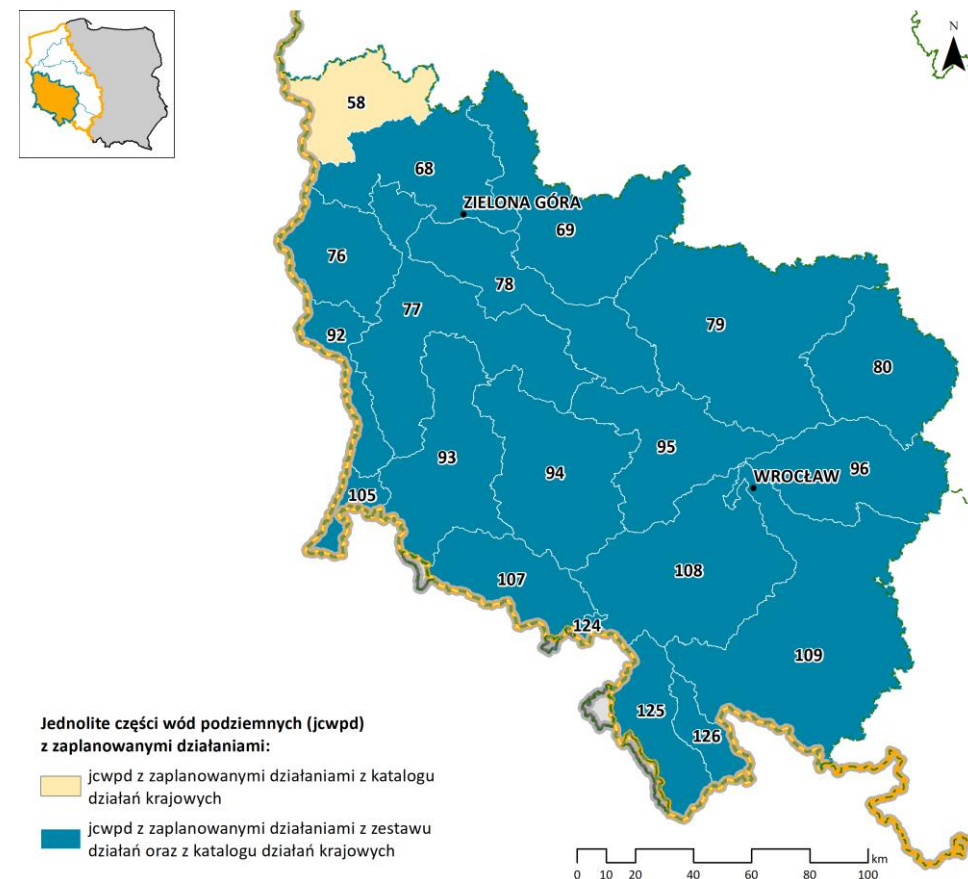 N
58
68
ZIELONA GÓRA
69
76
78
77
79
92
80
95
93
94
96
WROCŁAW
105
108
107
124
109
125
126
Jednolite części wód podziemnych (jcwpd)
z zaplanowanymi działaniami:
jcwpd z zaplanowanymi działaniami z katalogu
działań krajowych
jcwpd z zaplanowanymi działaniami z zestawu
działań oraz z katalogu działań krajowych
km
0 10 20 40 60 80 100